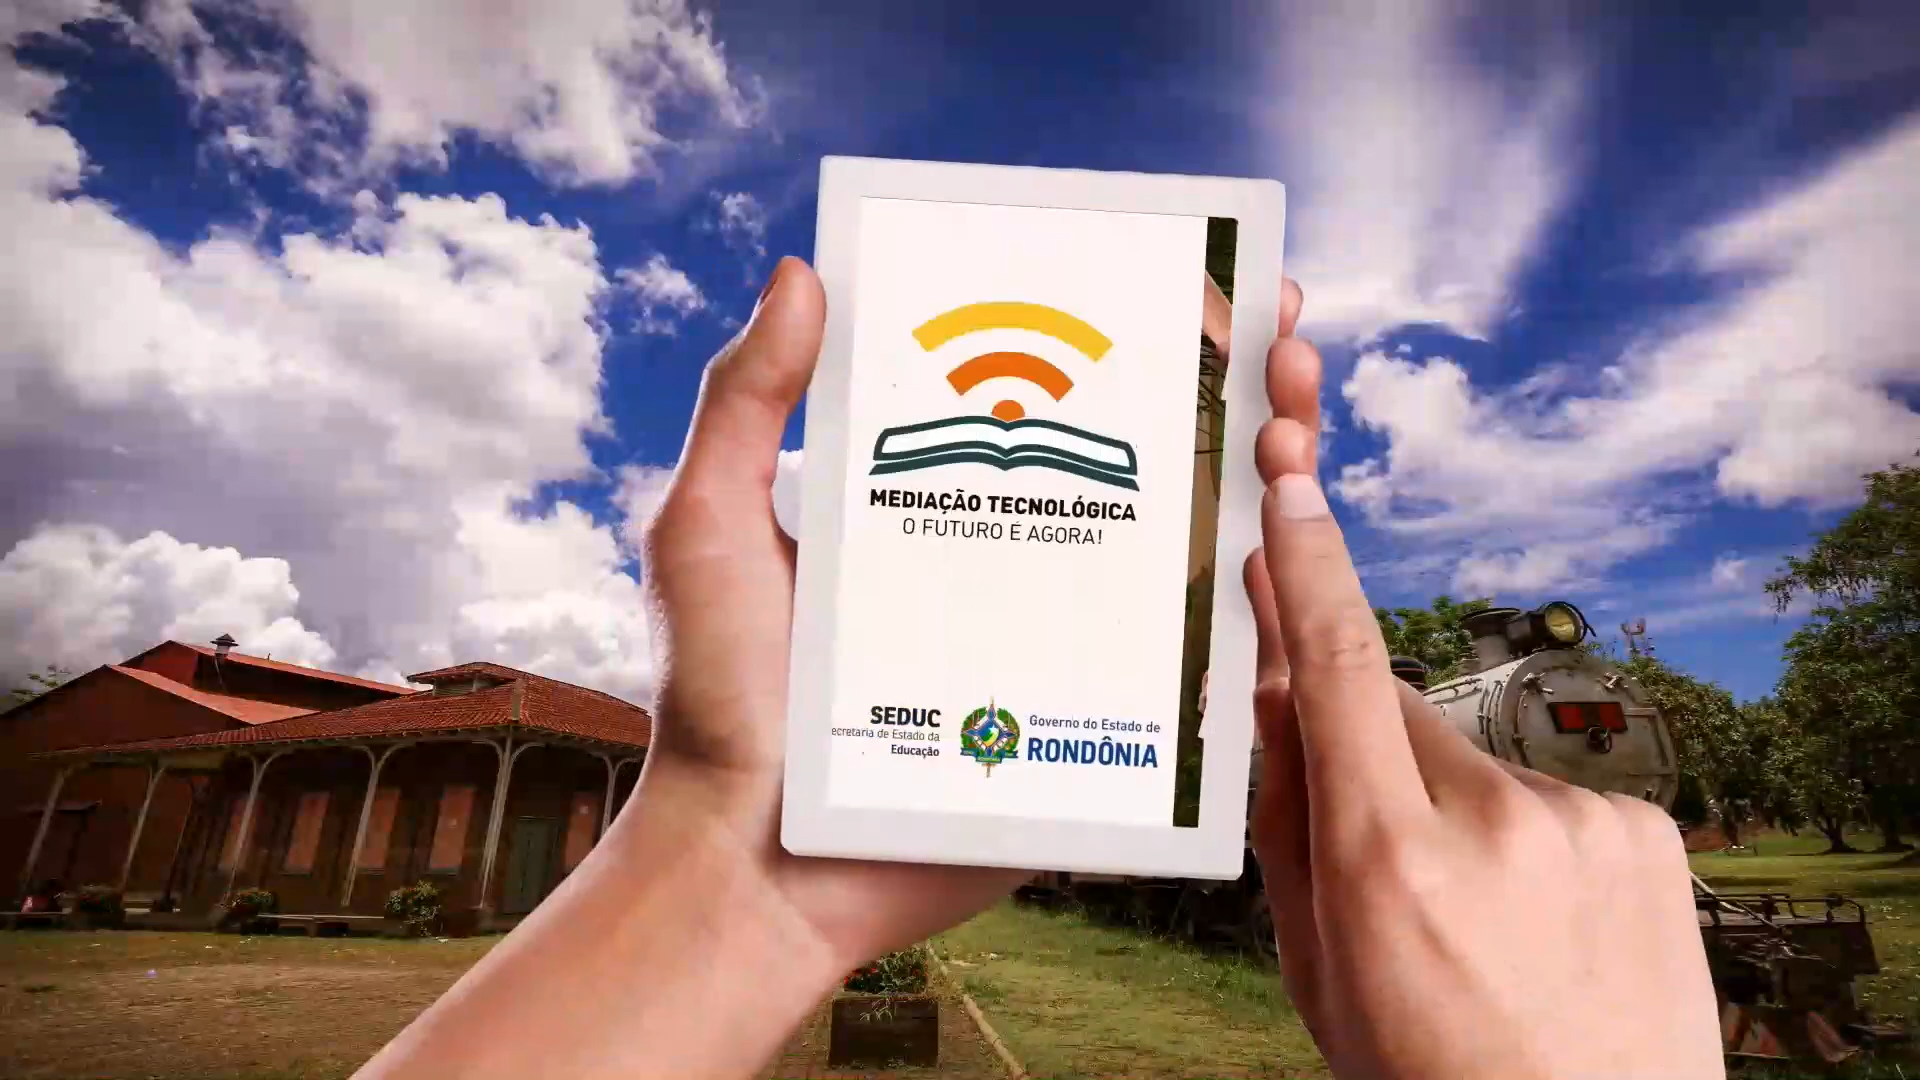 MEDIAÇÃO TECNOLÓGICA
O FUTURO É AGORA!
SEDUC
ecretaria de Estado da
Educação
Governo do Estado de
RONDÔNIA